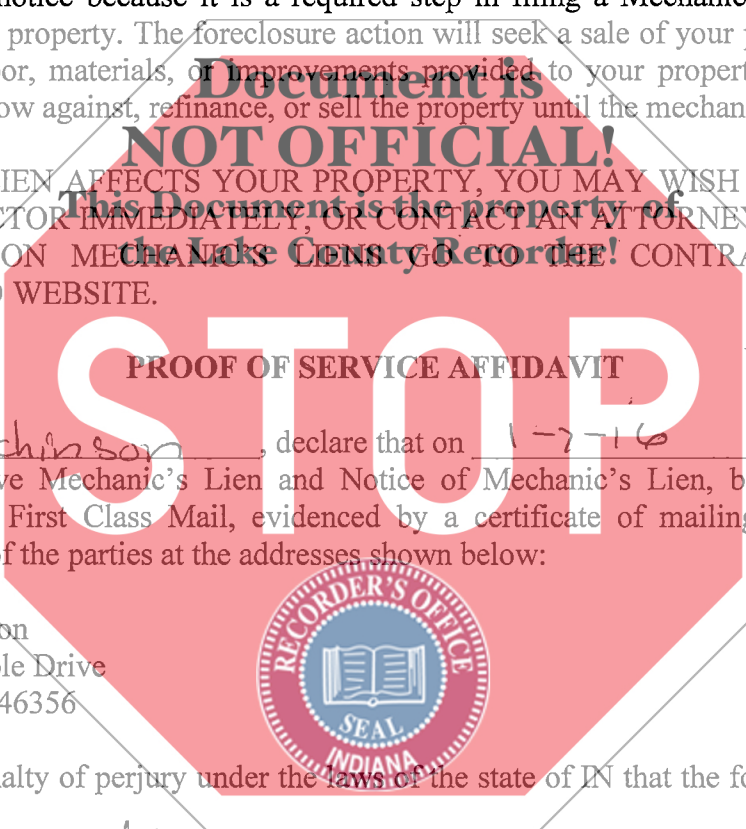 notice because it is a required step in filing a Mechanic
property. The foreclosure action will seek a sale of your
or, materials, or improvements provided to your propert
ow against, refinance, or sell the property until the mechan
Document is
NOT OFFICIAL!
This Document is the property of
the Lake County Recorder!
IEN AFFECTS YOUR PROPERTY, YOU MAY WISH
CTOR IMMEDIATELY, OR CONTACT AN ATTORNEY
ON MECHANIC'S LIENS GO TO THE CONTRA
WEBSITE.
STOP
PROOF OF SERVICE AFFIDAVIT
chinson, declare that on 1-7-16
ve Mechanic's Lien and Notice of Mechanic's Lien, b
First Class Mail, evidenced by a certificate of mailing
of the parties at the addresses shown below:
on
le Drive
46356
RECORDER'S OFFICE
SEAL
INDIANA
alty of perjury under the laws of the state of IN that the fo